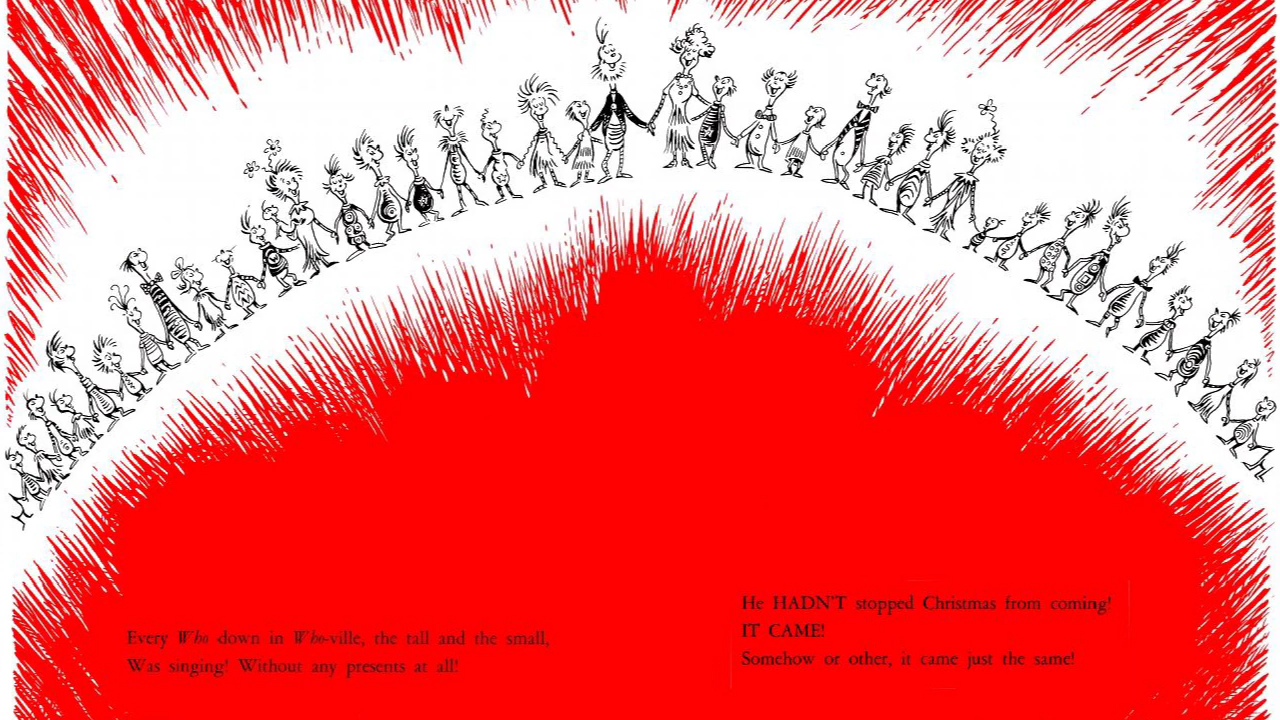 Every Who down in Who-ville, the tall and the small,
Was singing! Without any presents at all!
He HADN'T stopped Christmas from coming!
IT CAME!
Somehow or other, it came just the same!